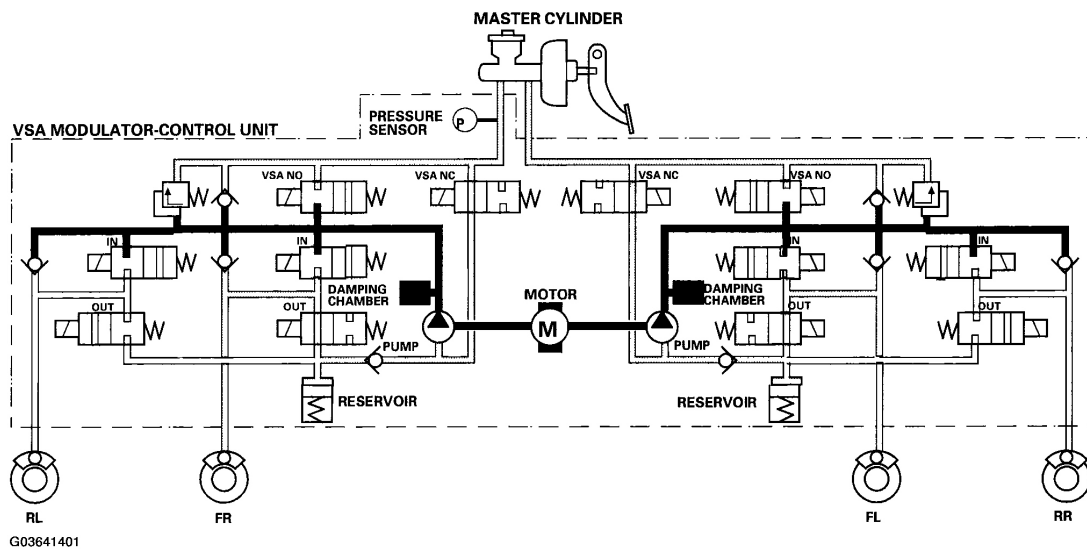 MASTER CYLINDER
PRESSURE
SENSOR
P
VSA MODULATOR-CONTROL UNIT
VSA NO
VSA NC
VSA NC
VSA NO
IN
IN
IN
IN
DAMPING
CHAMBER
MOTOR
DAMPING
CHAMBER
OUT
OUT
M
OUT
OUT
PUMP
PUMP
RESERVOIR
RESERVOIR
RL
FR
FL
RR
G03641401